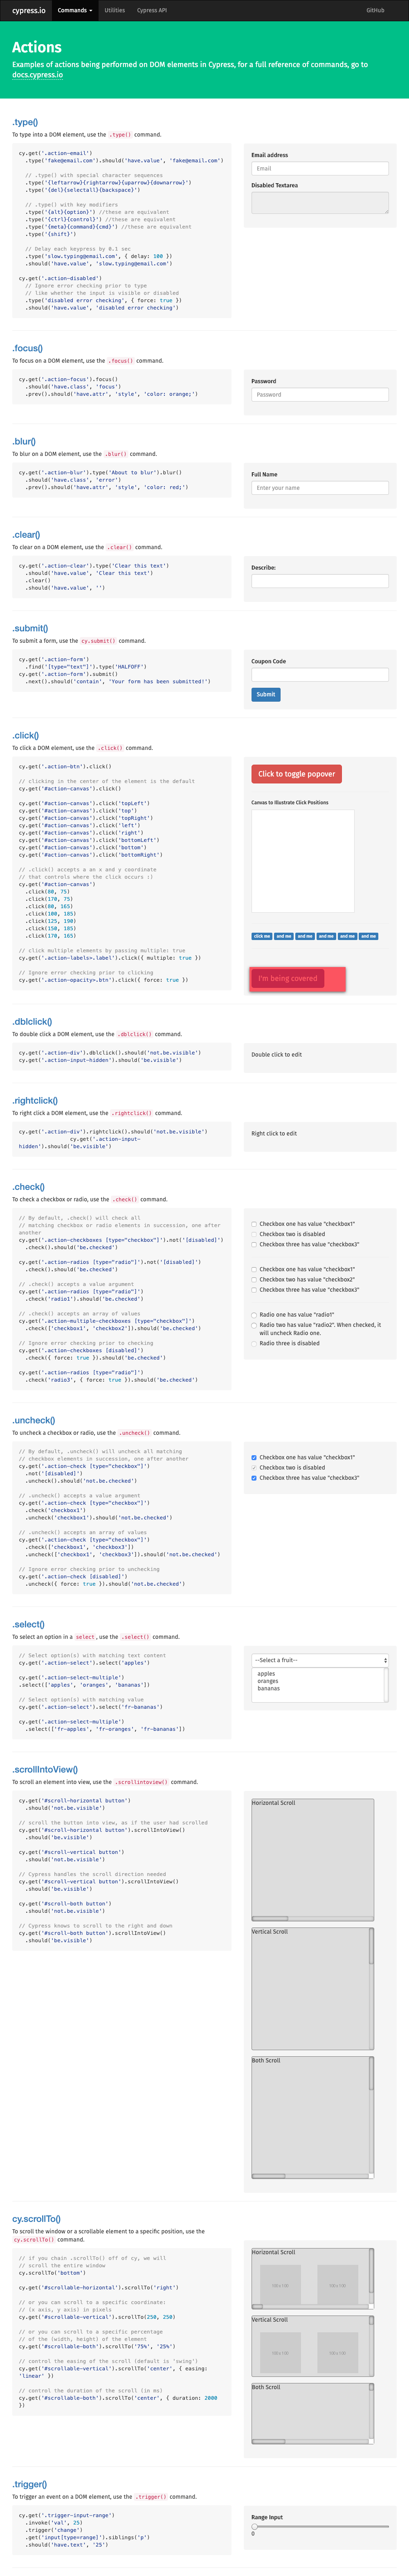 cypress.io Commands Utilities Cypress API GitHub
Actions
Examples of actions being performed on DOM elements in Cypress, for a full reference of commands, go to
docs.cypress.io
.type()
To type into a DOM element, use the .type() command.
cy.get('.action-email')
.type('fake@email.com').should('have.value', 'fake@email.com')
// .type() with special character sequences
.type('{leftarrow}{rightarrow}{uparrow}{downarrow}')
.type('{del}{selectall}{backspace}')
// .type() with key modifiers
.type('{alt}{option}') //these are equivalent
.type('{ctrl}{control}') //these are equivalent
.type('{meta}{command}{cmd}') //these are equivalent
.type('{shift}')
// Delay each keypress by 0.1 sec
.type('slow.typing@email.com', { delay: 100 })
.should('have.value', 'slow.typing@email.com')
cy.get('.action-disabled')
// Ignore error checking prior to type
// like whether the input is visible or disabled
.type('disabled error checking', { force: true })
.should('have.value', 'disabled error checking')
Email address
Email
Disabled Textarea
.focus()
To focus on a DOM element, use the .focus() command.
cy.get('.action-focus').focus()
.should('have.class', 'focus')
.prev().should('have.attr', 'style', 'color: orange;')
Password
Password
.blur()
To blur on a DOM element, use the .blur() command.
cy.get('.action-blur').type('About to blur').blur()
.should('have.class', 'error')
.prev().should('have.attr', 'style', 'color: red;')
Full Name
Enter your name
.clear()
To clear on a DOM element, use the .clear() command.
cy.get('.action-clear').type('Clear this text')
.should('have.value', 'Clear this text')
.clear()
.should('have.value', '')
Describe:
.submit()
To submit a form, use the cy.submit() command.
cy.get('.action-form')
.find('[type="text"]').type('HALFOFF')
cy.get('.action-form').submit()
.next().should('contain', 'Your form has been submitted!')
Coupon Code
Submit
.click()
To click a DOM element, use the .click() command.
cy.get('.action-btn').click()
// clicking in the center of the element is the default
cy.get('#action-canvas').click()
cy.get('#action-canvas').click('topLeft')
cy.get('#action-canvas').click('top')
cy.get('#action-canvas').click('topRight')
cy.get('#action-canvas').click('left')
cy.get('#action-canvas').click('right')
cy.get('#action-canvas').click('bottomLeft')
cy.get('#action-canvas').click('bottom')
cy.get('#action-canvas').click('bottomRight')
// .click() accepts a an x and y coordinate
// that controls where the click occurs :)
cy.get('#action-canvas')
.click(80, 75)
.click(170, 75)
.click(80, 165)
.click(100, 185)
.click(125, 190)
.click(150, 185)
.click(170, 165)
// click multiple elements by passing multiple: true
cy.get('.action-labels>.label').click({ multiple: true })
// Ignore error checking prior to clicking
cy.get('.action-opacity>.btn').click({ force: true })
Click to toggle popover
Canvas to Illustrate Click Positions
click me and me and me and me and me and me
I'm being covered
.dblclick()
To double click a DOM element, use the .dblclick() command.
cy.get('.action-div').dblclick().should('not.be.visible')
cy.get('.action-input-hidden').should('be.visible')
Double click to edit
.rightclick()
To right click a DOM element, use the .rightclick() command.
cy.get('.action-div').rightclick().should('not.be.visible')
cy.get('.action-input-
hidden').should('be.visible')
Right click to edit
.check()
To check a checkbox or radio, use the .check() command.
// By default, .check() will check all
// matching checkbox or radio elements in succession, one after
another
cy.get('.action-checkboxes [type="checkbox"]').not('[disabled]')
.check().should('be.checked')
cy.get('.action-radios [type="radio"]').not('[disabled]')
.check().should('be.checked')
// .check() accepts a value argument
cy.get('.action-radios [type="radio"]')
.check('radio1').should('be.checked')
// .check() accepts an array of values
cy.get('.action-multiple-checkboxes [type="checkbox"]')
.check(['checkbox1', 'checkbox2']).should('be.checked')
// Ignore error checking prior to checking
cy.get('.action-checkboxes [disabled]')
.check({ force: true }).should('be.checked')
cy.get('.action-radios [type="radio"]')
.check('radio3', { force: true }).should('be.checked')
Checkbox one has value "checkbox1"
Checkbox two is disabled
Checkbox three has value "checkbox3"
Checkbox one has value "checkbox1"
Checkbox two has value "checkbox2"
Checkbox three has value "checkbox3"
Radio one has value "radio1"
Radio two has value "radio2". When checked, it
will uncheck Radio one.
Radio three is disabled
.uncheck()
To uncheck a checkbox or radio, use the .uncheck() command.
// By default, .uncheck() will uncheck all matching
// checkbox elements in succession, one after another
cy.get('.action-check [type="checkbox"]')
.not('[disabled]')
.uncheck().should('not.be.checked')
// .uncheck() accepts a value argument
cy.get('.action-check [type="checkbox"]')
.check('checkbox1')
.uncheck('checkbox1').should('not.be.checked')
// .uncheck() accepts an array of values
cy.get('.action-check [type="checkbox"]')
.check(['checkbox1', 'checkbox3'])
.uncheck(['checkbox1', 'checkbox3']).should('not.be.checked')
// Ignore error checking prior to unchecking
cy.get('.action-check [disabled]')
.uncheck({ force: true }).should('not.be.checked')
Checkbox one has value "checkbox1"
Checkbox two is disabled
Checkbox three has value "checkbox3"
.select()
To select an option in a select, use the .select() command.
// Select option(s) with matching text content
cy.get('.action-select').select('apples')
cy.get('.action-select-multiple')
.select(['apples', 'oranges', 'bananas'])
// Select option(s) with matching value
cy.get('.action-select').select('fr-bananas')
cy.get('.action-select-multiple')
.select(['fr-apples', 'fr-oranges', 'fr-bananas'])
--Select a fruit--
apples
oranges
bananas
.scrollIntoView()
To scroll an element into view, use the .scrollintoview() command.
cy.get('#scroll-horizontal button')
.should('not.be.visible')
// scroll the button into view, as if the user had scrolled
cy.get('#scroll-horizontal button').scrollIntoView()
.should('be.visible')
cy.get('#scroll-vertical button')
.should('not.be.visible')
// Cypress handles the scroll direction needed
cy.get('#scroll-vertical button').scrollIntoView()
.should('be.visible')
cy.get('#scroll-both button')
.should('not.be.visible')
// Cypress knows to scroll to the right and down
cy.get('#scroll-both button').scrollIntoView()
.should('be.visible')
Horizontal Scroll
Vertical Scroll
Both Scroll
cy.scrollTo()
To scroll the window or a scrollable element to a specific position, use the
cy.scrollTo() command.
// if you chain .scrollTo() off of cy, we will
// scroll the entire window
cy.scrollTo('bottom')
cy.get('#scrollable-horizontal').scrollTo('right')
// or you can scroll to a specific coordinate:
// (x axis, y axis) in pixels
cy.get('#scrollable-vertical').scrollTo(250, 250)
// or you can scroll to a specific percentage
// of the (width, height) of the element
cy.get('#scrollable-both').scrollTo('75%', '25%')
// control the easing of the scroll (default is 'swing')
cy.get('#scrollable-vertical').scrollTo('center', { easing:
'linear' })
// control the duration of the scroll (in ms)
cy.get('#scrollable-both').scrollTo('center', { duration: 2000
})
Horizontal Scroll
Vertical Scroll
Both Scroll
.trigger()
To trigger an event on a DOM element, use the .trigger() command.
cy.get('.trigger-input-range')
.invoke('val', 25)
.trigger('change')
.get('input[type=range]').siblings('p')
.should('have.text', '25')
Range Input
0